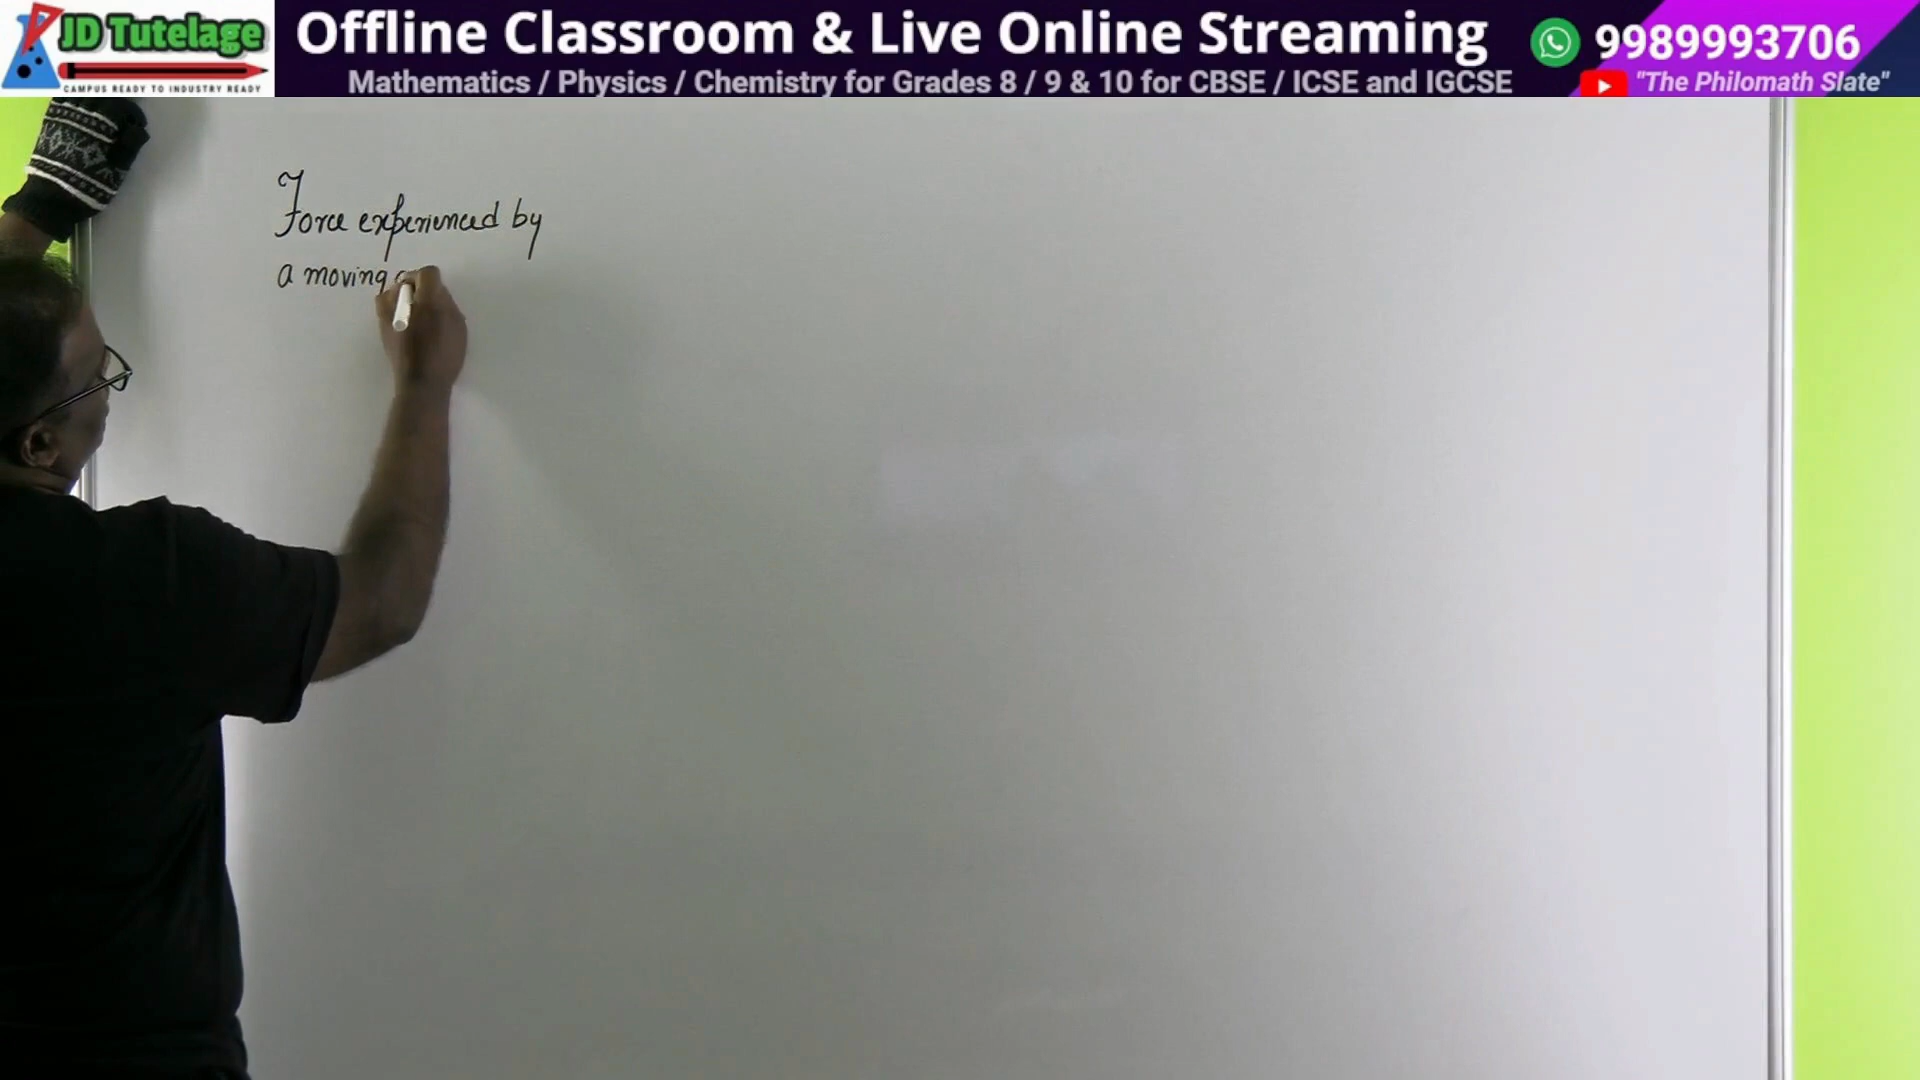 JD Tutelage
CAMPUS READY TO INDUSTRY READY
Offline Classroom & Live Online Streaming
Mathematics / Physics / Chemistry for Grades 8 / 9 & 10 for CBSE / ICSE and IGCSE
9989993706
"The Philomath Slate"
Force experienced by
a moving